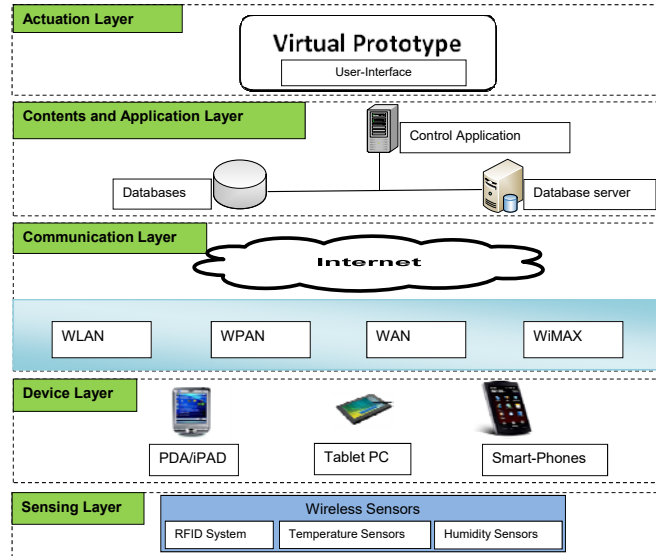 Actuation Layer
Virtual Prototype
User-Interface
Contents and Application Layer
Control Application
Databases
Database server
Communication Layer
Internet
WLAN
WPAN
WAN
WiMAX
Device Layer
PDA/iPAD
Tablet PC
Smart-Phones
Sensing Layer
Wireless Sensors
RFID System
Temperature Sensors
Humidity Sensors